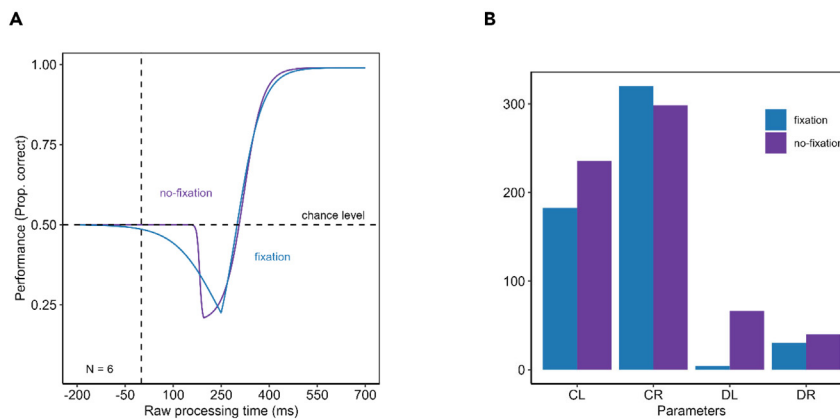 A
Performance (Prop. correct)
1.00
0.75
0.50
0.25
no-fixation
chance level
fixation
N = 6
-200 -50 100 250 400 550 700
Raw processing time (ms)
B
300
200
100
0
fixation
no-fixation
CL CR DL DR
Parameters